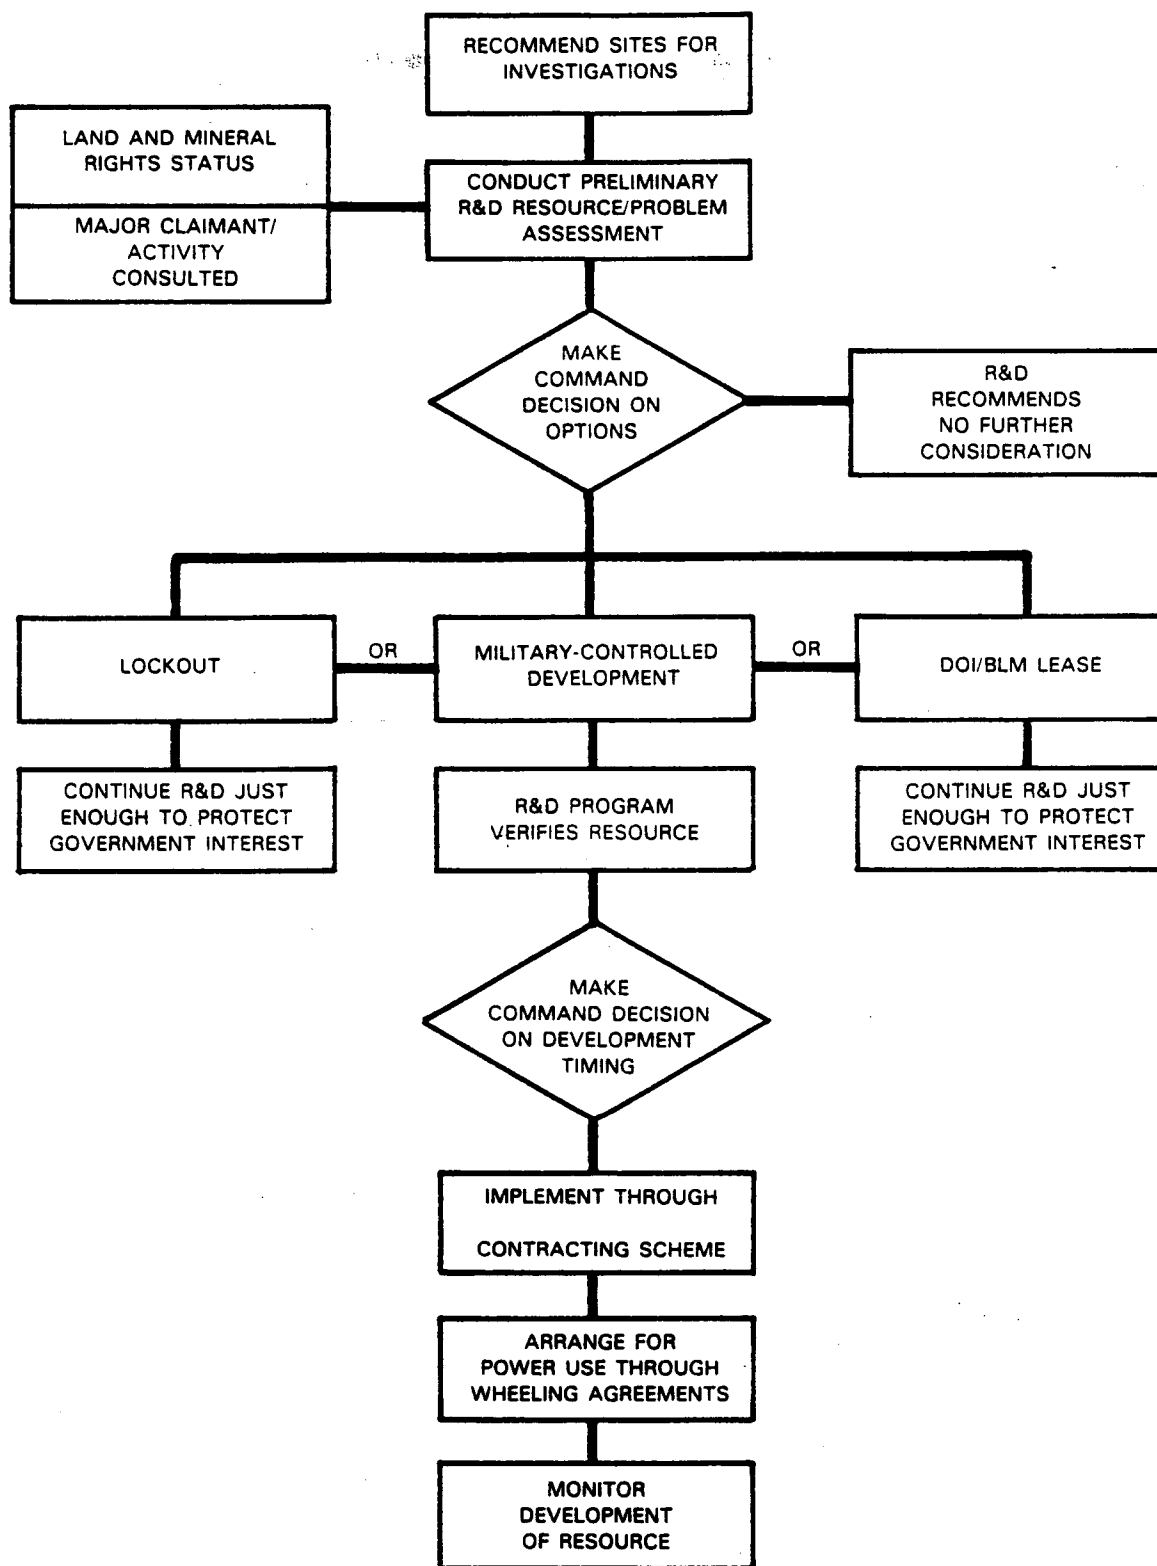 RECOMMEND SITES FOR
INVESTIGATIONS
LAND AND MINERAL
RIGHTS STATUS
MAJOR CLAIMANT/
ACTIVITY
CONSULTED
CONDUCT PRELIMINARY
R&D RESOURCE/PROBLEM
ASSESSMENT
MAKE
COMMAND
DECISION ON
OPTIONS
R&D
RECOMMENDS
NO FURTHER
CONSIDERATION
LOCKOUT
OR
MILITARY-CONTROLLED
DEVELOPMENT
OR
DOI/BLM LEASE
CONTINUE R&D JUST
ENOUGH TO PROTECT
GOVERNMENT INTEREST
R&D PROGRAM
VERIFIES RESOURCE
CONTINUE R&D JUST
ENOUGH TO PROTECT
GOVERNMENT INTEREST
MAKE
COMMAND DECISION
ON DEVELOPMENT
TIMING
IMPLEMENT THROUGH
CONTRACTING SCHEME
ARRANGE FOR
POWER USE THROUGH
WHEELING AGREEMENTS
MONITOR
DEVELOPMENT
OF RESOURCE